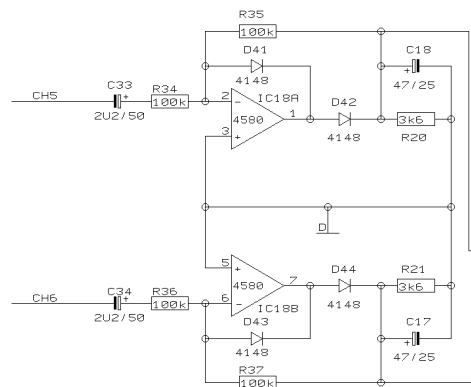 R35
100k
D41
C18
C33
R34
4148
+
47/25
CH5
+
100k
2
-
IC18A
D42
2U2/50
4580
1
3k6
3
+
4148
R20
D
5
+
D44
R21
C34
R36
4580
7
3k6
CH6
+
100k
6
-
IC18B
4148
2U2/50
D43
C17
4148
+
47/25
R37
100k